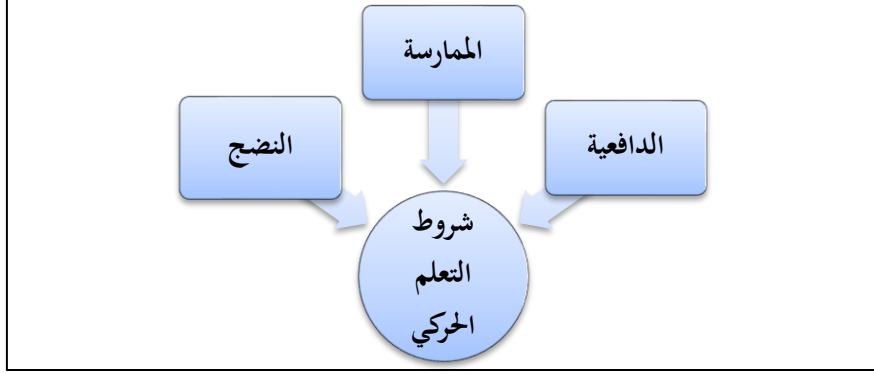 الممارسة
الدافعية
النضج
شروط
التعلم
الحركي